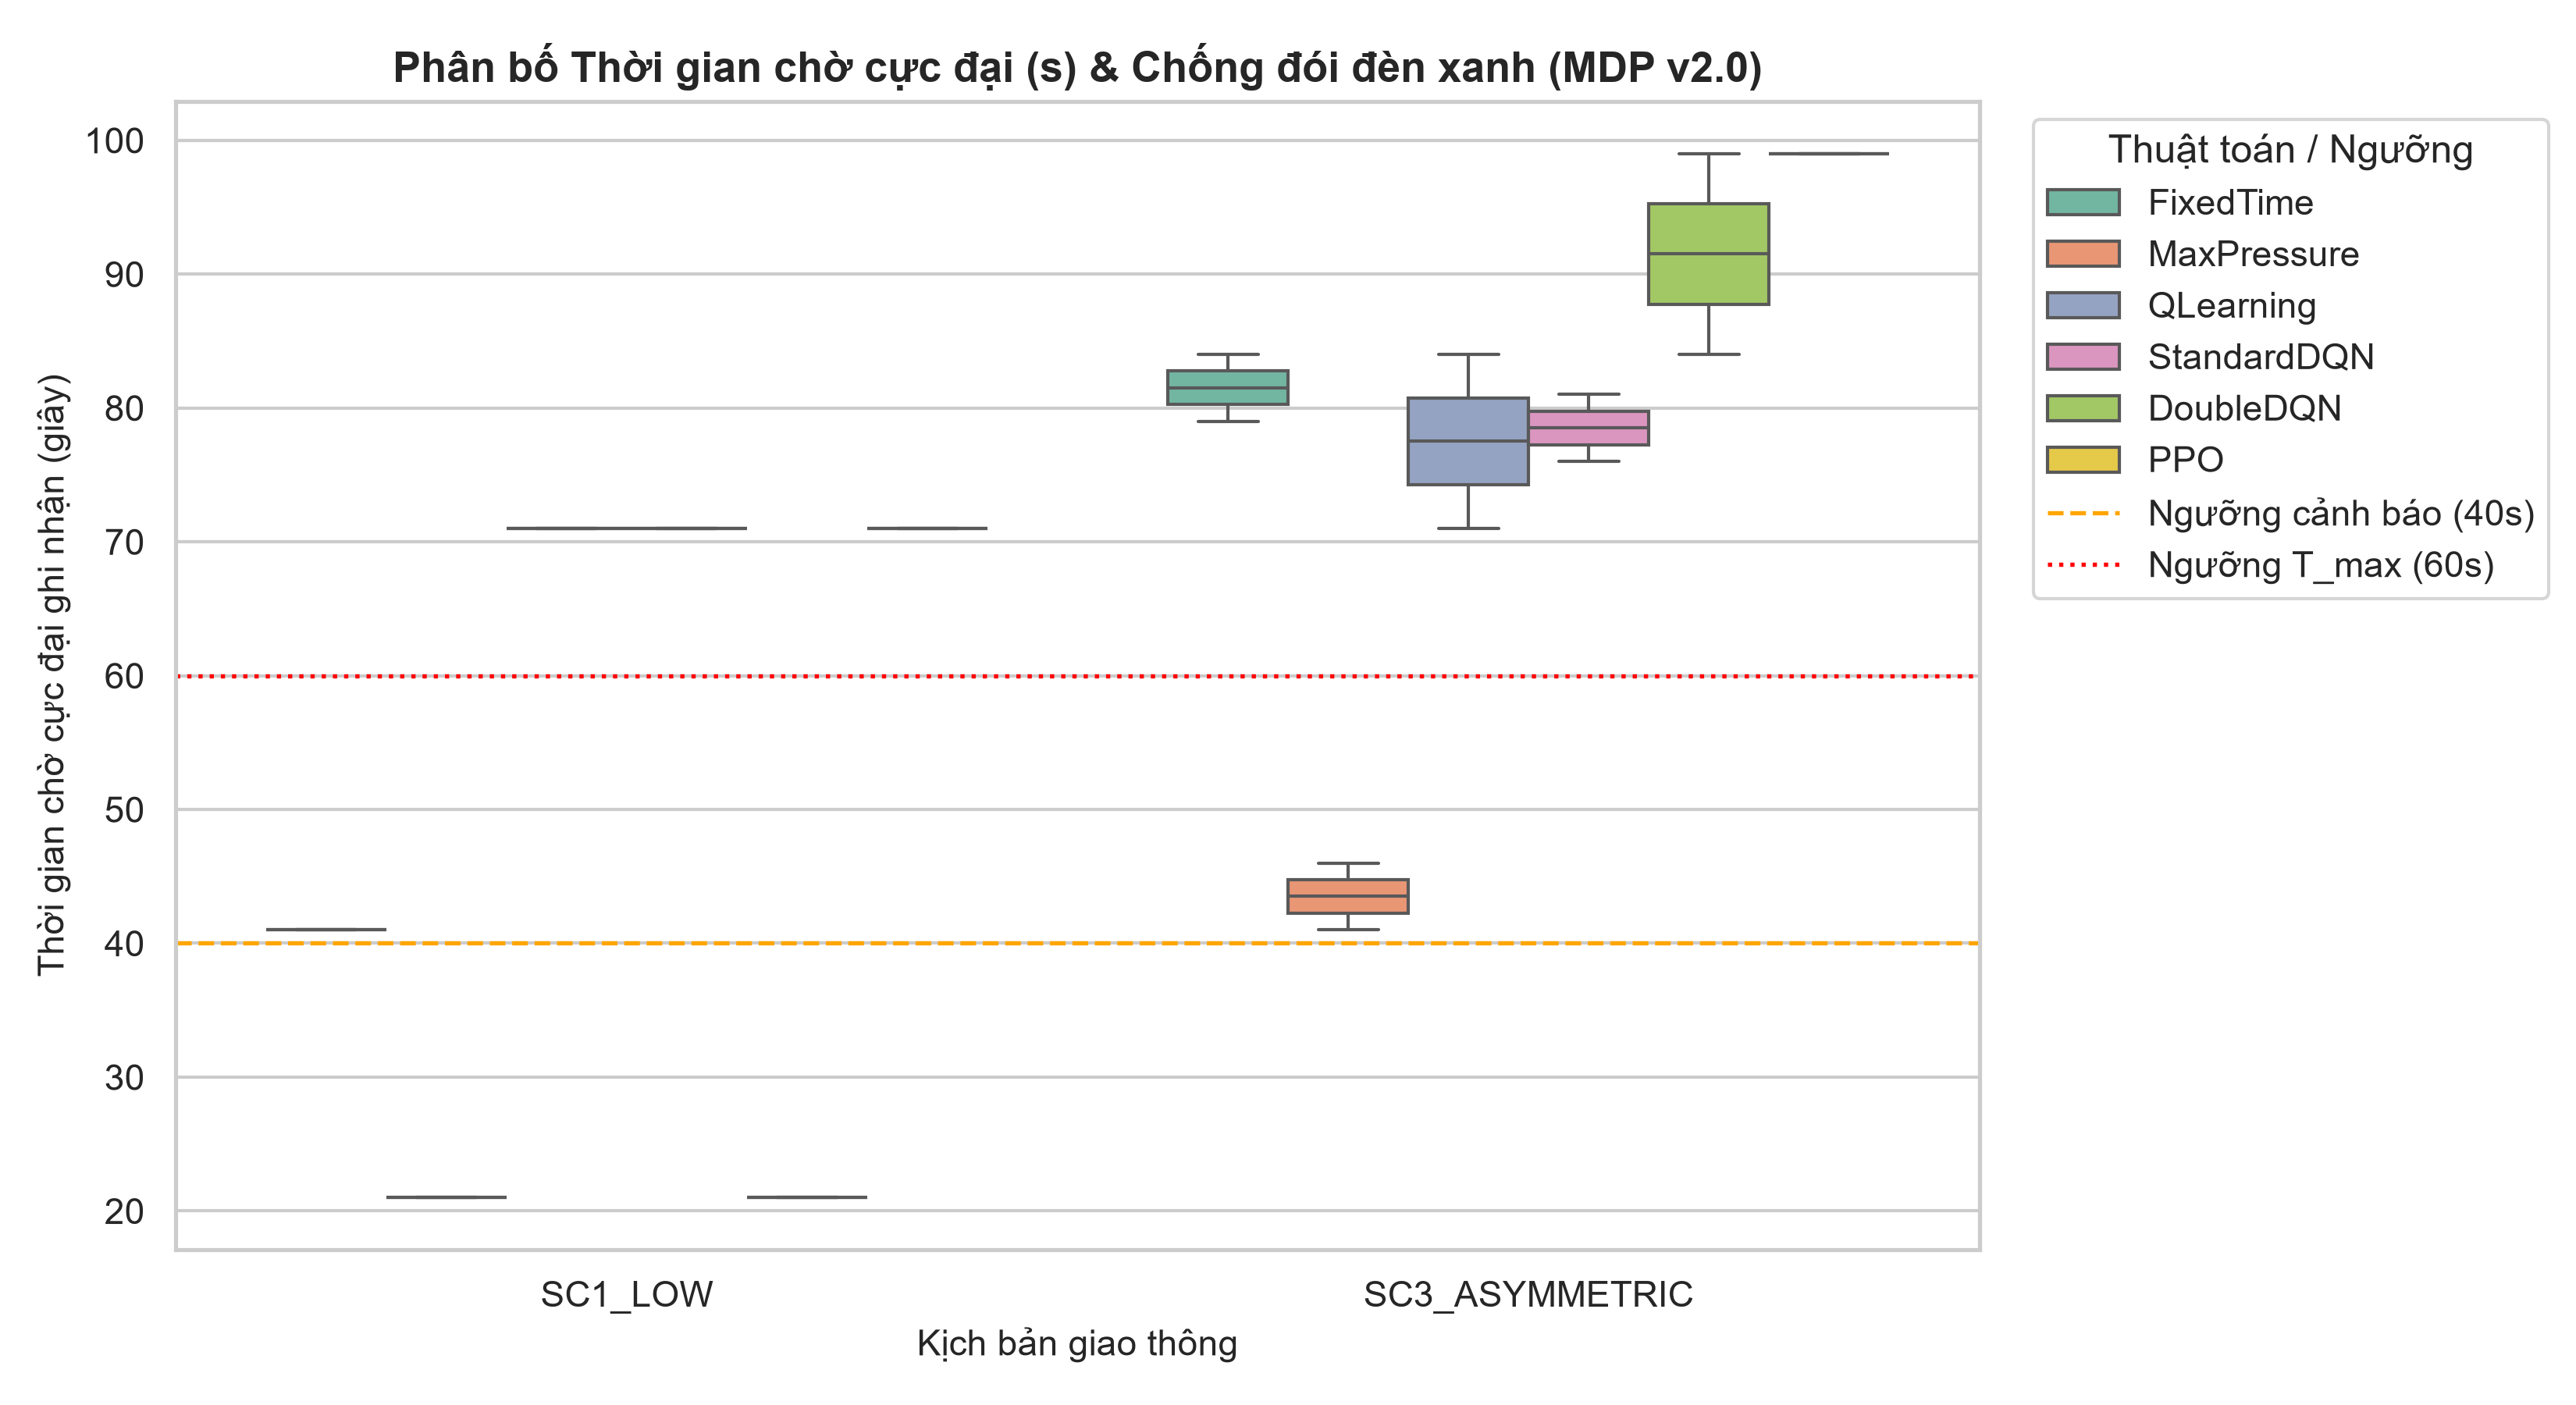 Phân bố Thời gian chờ cực đại (s) & Chống đói đèn xanh (MDP v2.0)
Thời gian chờ cực đại ghi nhận (giây)
100
90
80
70
60
50
40
30
20
SC1_LOW
SC3_ASYMMETRIC
Kịch bản giao thông
Thuật toán / Ngưỡng
FixedTime
MaxPressure
QLearning
StandardDQN
DoubleDQN
PPO
Ngưỡng cảnh báo (40s)
Ngưỡng T_max (60s)